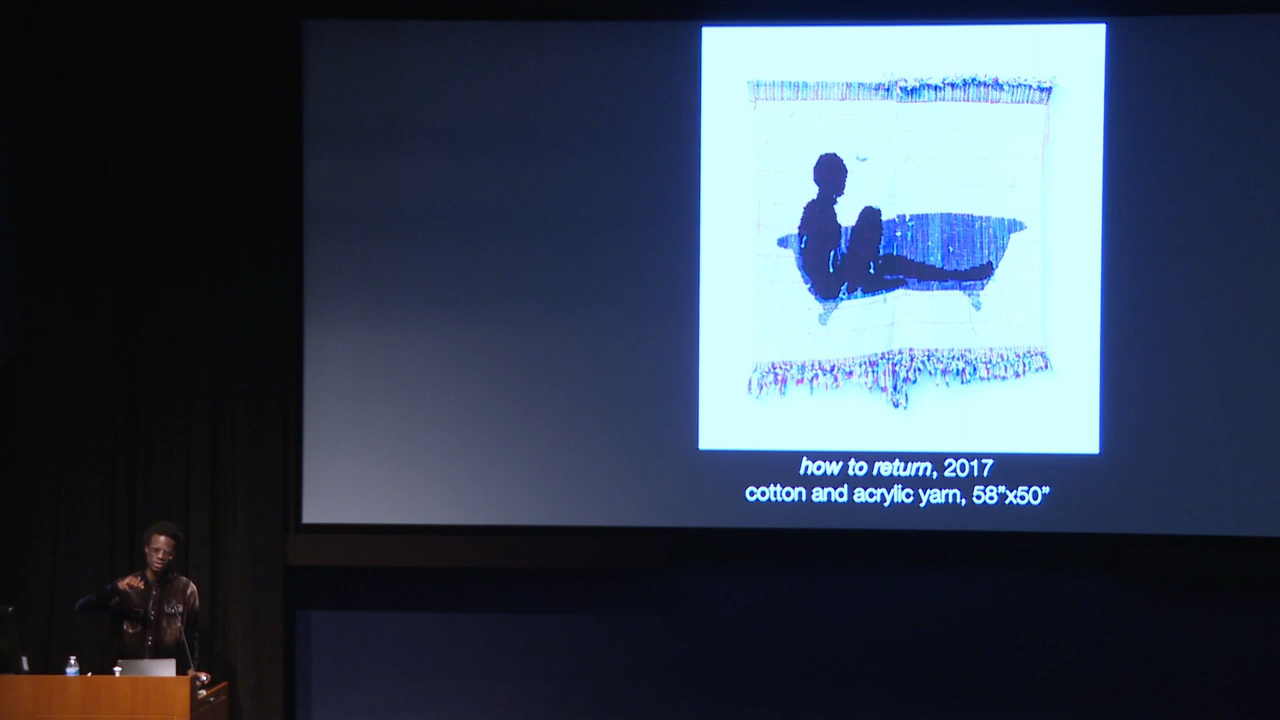 how to return, 2017
cotton and acrylic yarn, 58”x50”